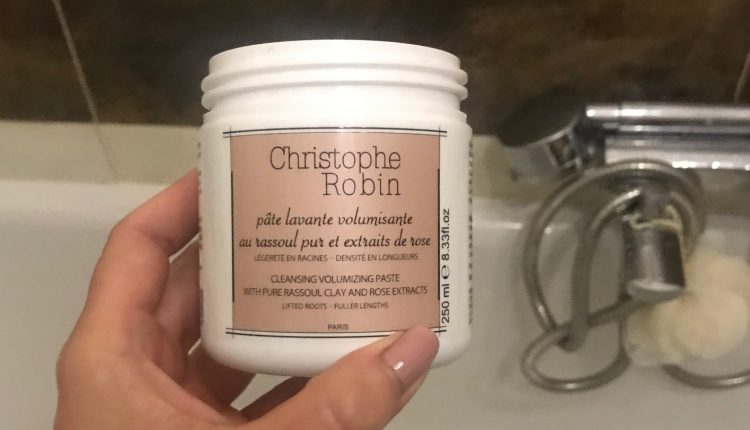 Christophe
Robin
pâte lavante volumisante
au rassoul pur et extraits de rose
LÉGÈRETÉ EN RACINES - DENSITÉ EN LONGUEURS
CLEANSING VOLUMIZING PASTE
WITH PURE RASSOUL CLAY AND ROSE EXTRACTS
LIFTED ROOTS - FULLER LENGTHS
PARIS
250 ml e 8.33fl.oz